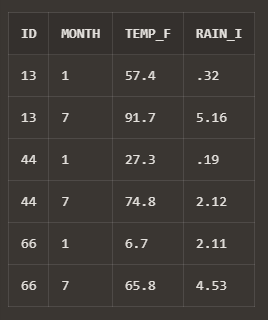 ID MONTH TEMP_F RAIN_I
13 1 57.4 .32
13 7 91.7 5.16
44 1 27.3 .19
44 7 74.8 2.12
66 1 6.7 2.11
66 7 65.8 4.53